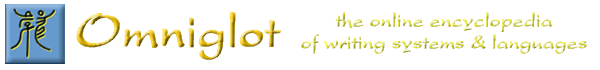 Omniglot
the online encyclopedia
of writing systems & languages